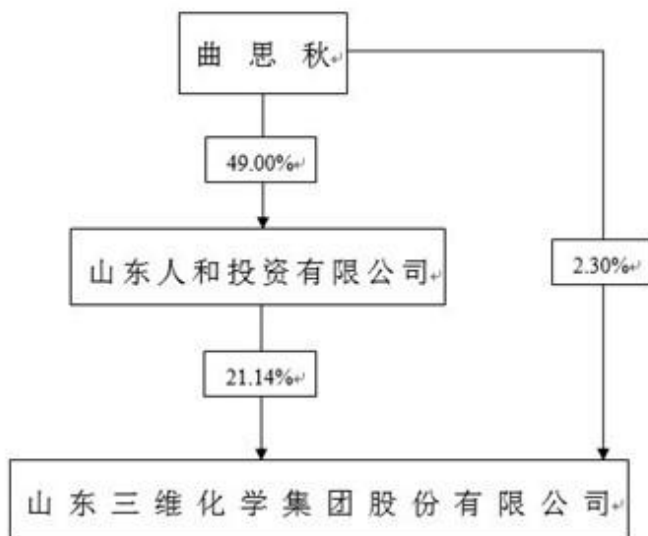 曲思秋
49.00%
山东人和投资有限公司
2.30%
21.14%
山东三维化学集团股份有限公司